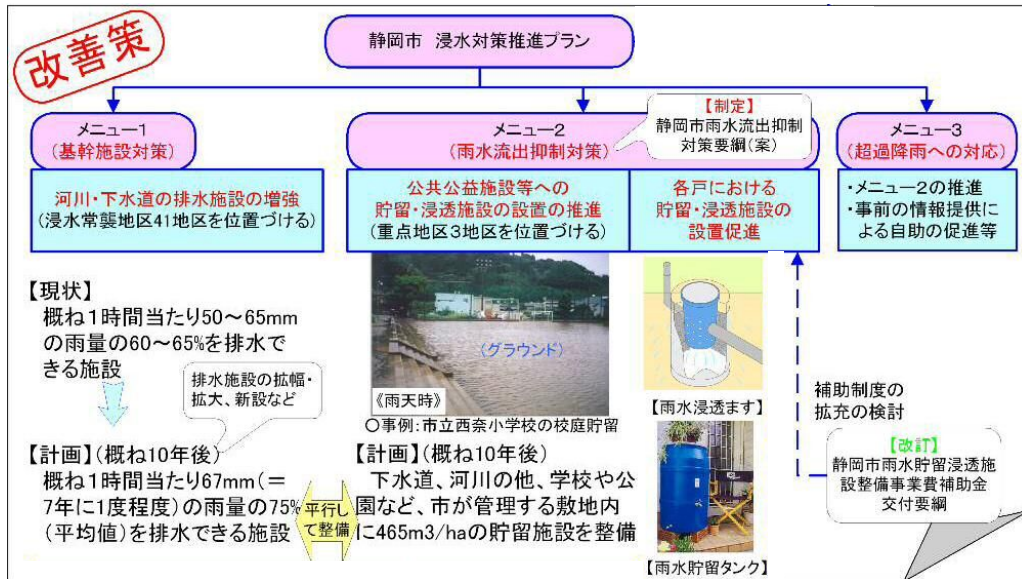 改善策
静岡市 浸水対策推進プラン
メニュー1
(基幹施設対策)
河川・下水道の排水施設の増強
(浸水常襲地区41地区を位置づける)
メニュー2
(雨水流出抑制対策)
【制定】
静岡市雨水流出抑制
対策要綱(案)
公共公益施設等への
貯留・浸透施設の設置の推進
(重点地区3地区を位置づける)
各戸における
貯留・浸透施設の
設置促進
メニュー3
(超過降雨への対応)
・メニュー2の推進
・事前の情報提供に
よる自助の促進等
【現状】
概ね1時間当たり50~65mm
の雨量の60~65%を排水で
きる施設
排水施設の拡幅・
拡大、新設など
【計画】(概ね10年後)
概ね1時間当たり67mm(=
7年に1度程度)の雨量の75%
(平均値)を排水できる施設
平行し
て整備
(グラウンド)
《雨天時》
○事例:市立西奈小学校の校庭貯留
【計画】(概ね10年後)
下水道、河川の他、学校や公
園など、市が管理する敷地内
に465m3/haの貯留施設を整備
【雨水浸透ます】
【雨水貯留タンク】
補助制度の
拡充の検討
【改訂】
静岡市雨水貯留浸透施
設整備事業費補助金
交付要綱